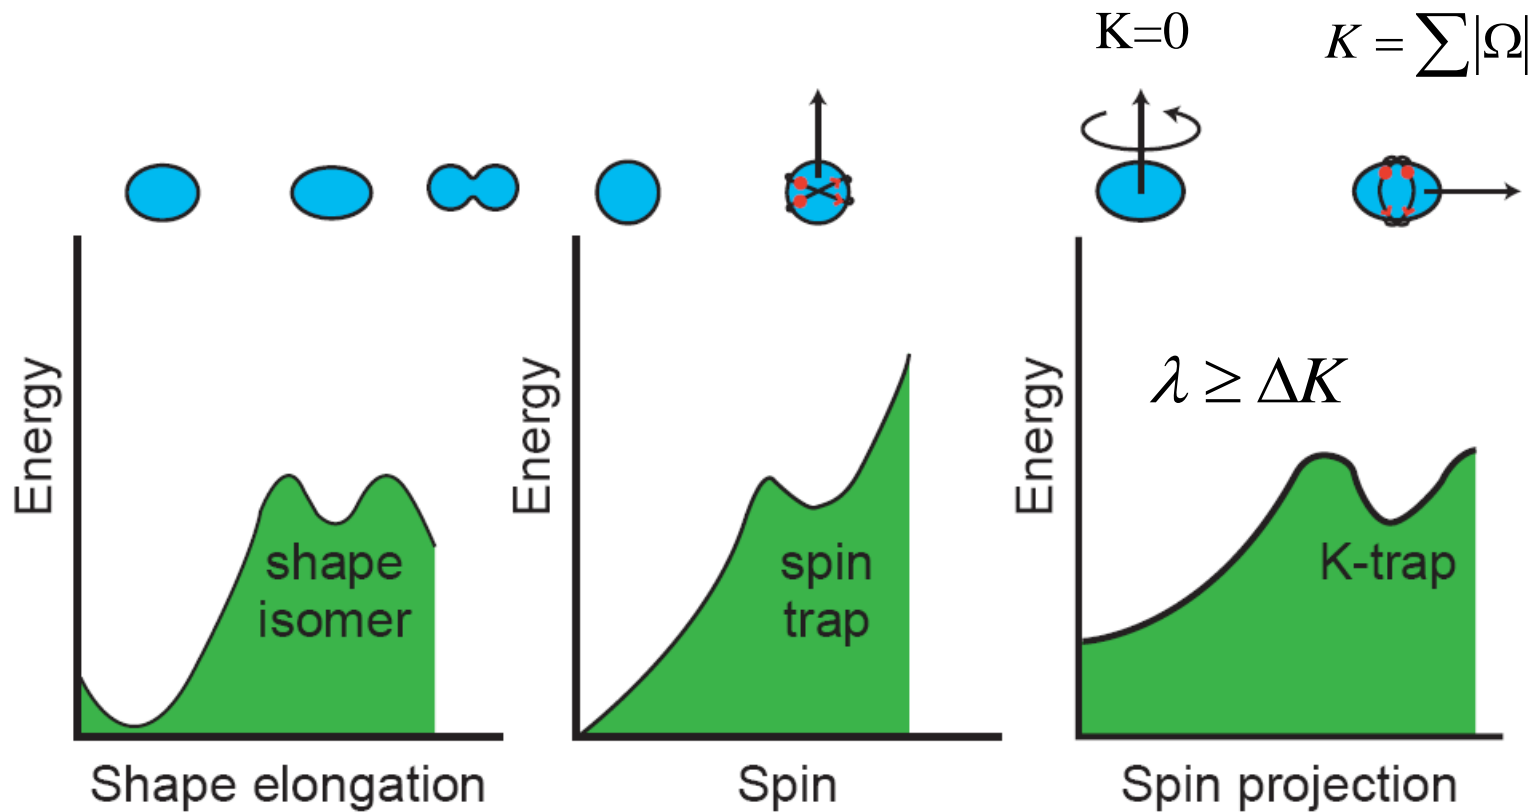 K=0
K = ∑|Ω|
Energy
shape
isomer
Shape elongation
Energy
spin
trap
Spin
λ ≥ ΔK
Energy
K-trap
Spin projection